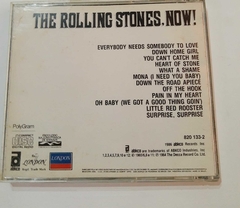 THE ROLLING STONES, NOW!
EVERYBODY NEEDS SOMEBODY TO LOVE
DOWN HOME GIRL
YOU CAN'T CATCH ME
HEART OF STONE
WHAT A SHAME
MONA (I NEED YOU BABY)
DOWN THE ROAD APIECE
OFF THE HOOK
PAIN IN MY HEART
OH BABY (WE GOT A GOOD THING GOIN')
LITTLE RED ROOSTER
SURPRISE, SURPRISE
PolyGram
820 133-2
LONDON
LONDON